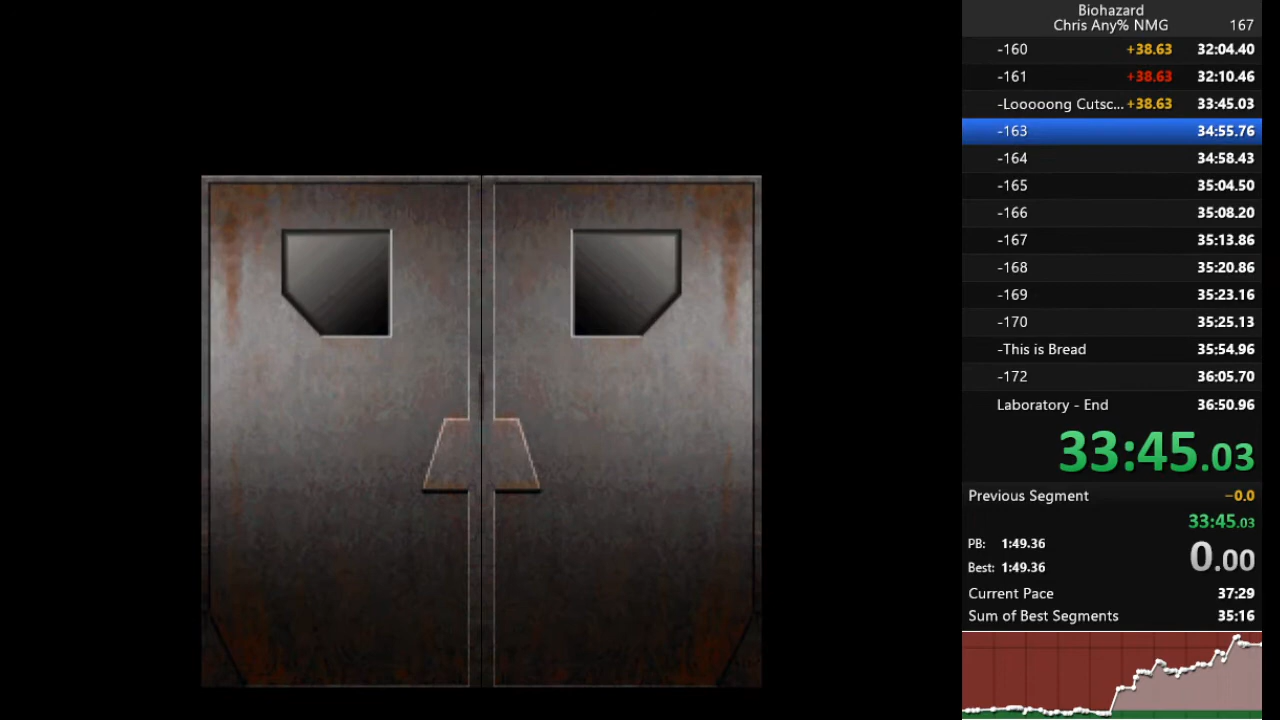 Biohazard
Chris Any% NMG 167
-160 +38.63 32:04.40
-161 +38.63 32:10.46
-Looooong Cutsc... +38.63 33:45.03
-163 34:55.76
-164 34:58.43
-165 35:04.50
-166 35:08.20
-167 35:13.86
-168 35:20.86
-169 35:23.16
-170 35:25.13
-This is Bread 35:54.96
-172 36:05.70
Laboratory - End 36:50.96
33:45.03
Previous Segment −0.0
33:45.03
PB: 1:49.36
0.00
Best: 1:49.36
Current Pace 37:29
Sum of Best Segments 35:16